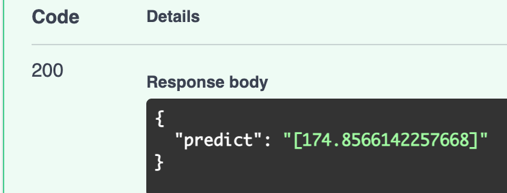 Code Details
200
Response body
{
"predict": "[174.8566142257668]"
}